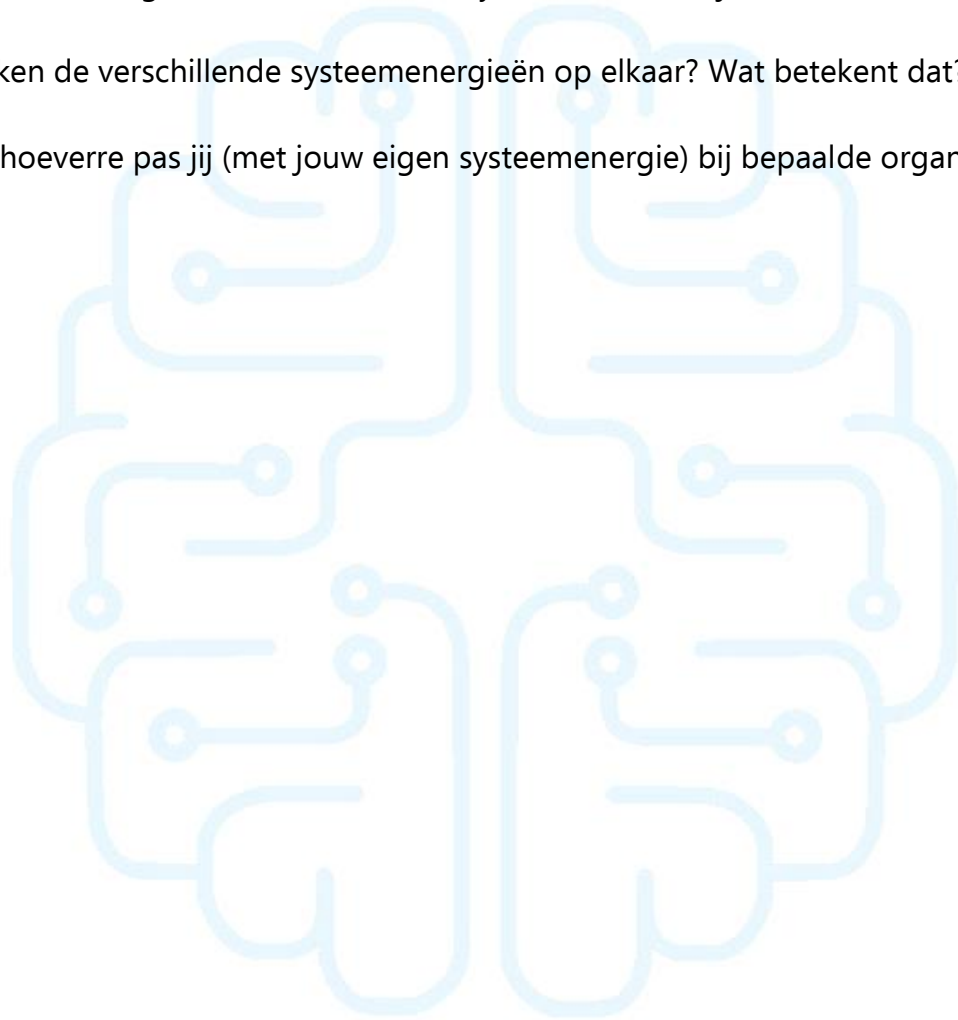 ken de verschillende systeemenergieën op elkaar? Wat betekent dat?
hoeverre pas jij (met jouw eigen systeemenergie) bij bepaalde organ